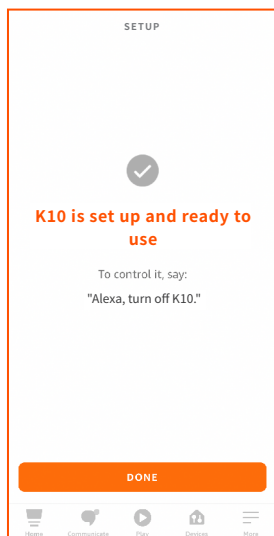 SETUP
K10 is set up and ready to
use
To control it, say:
"Alexa, turn off K10."
DONE
Home Communicate Play Devices More